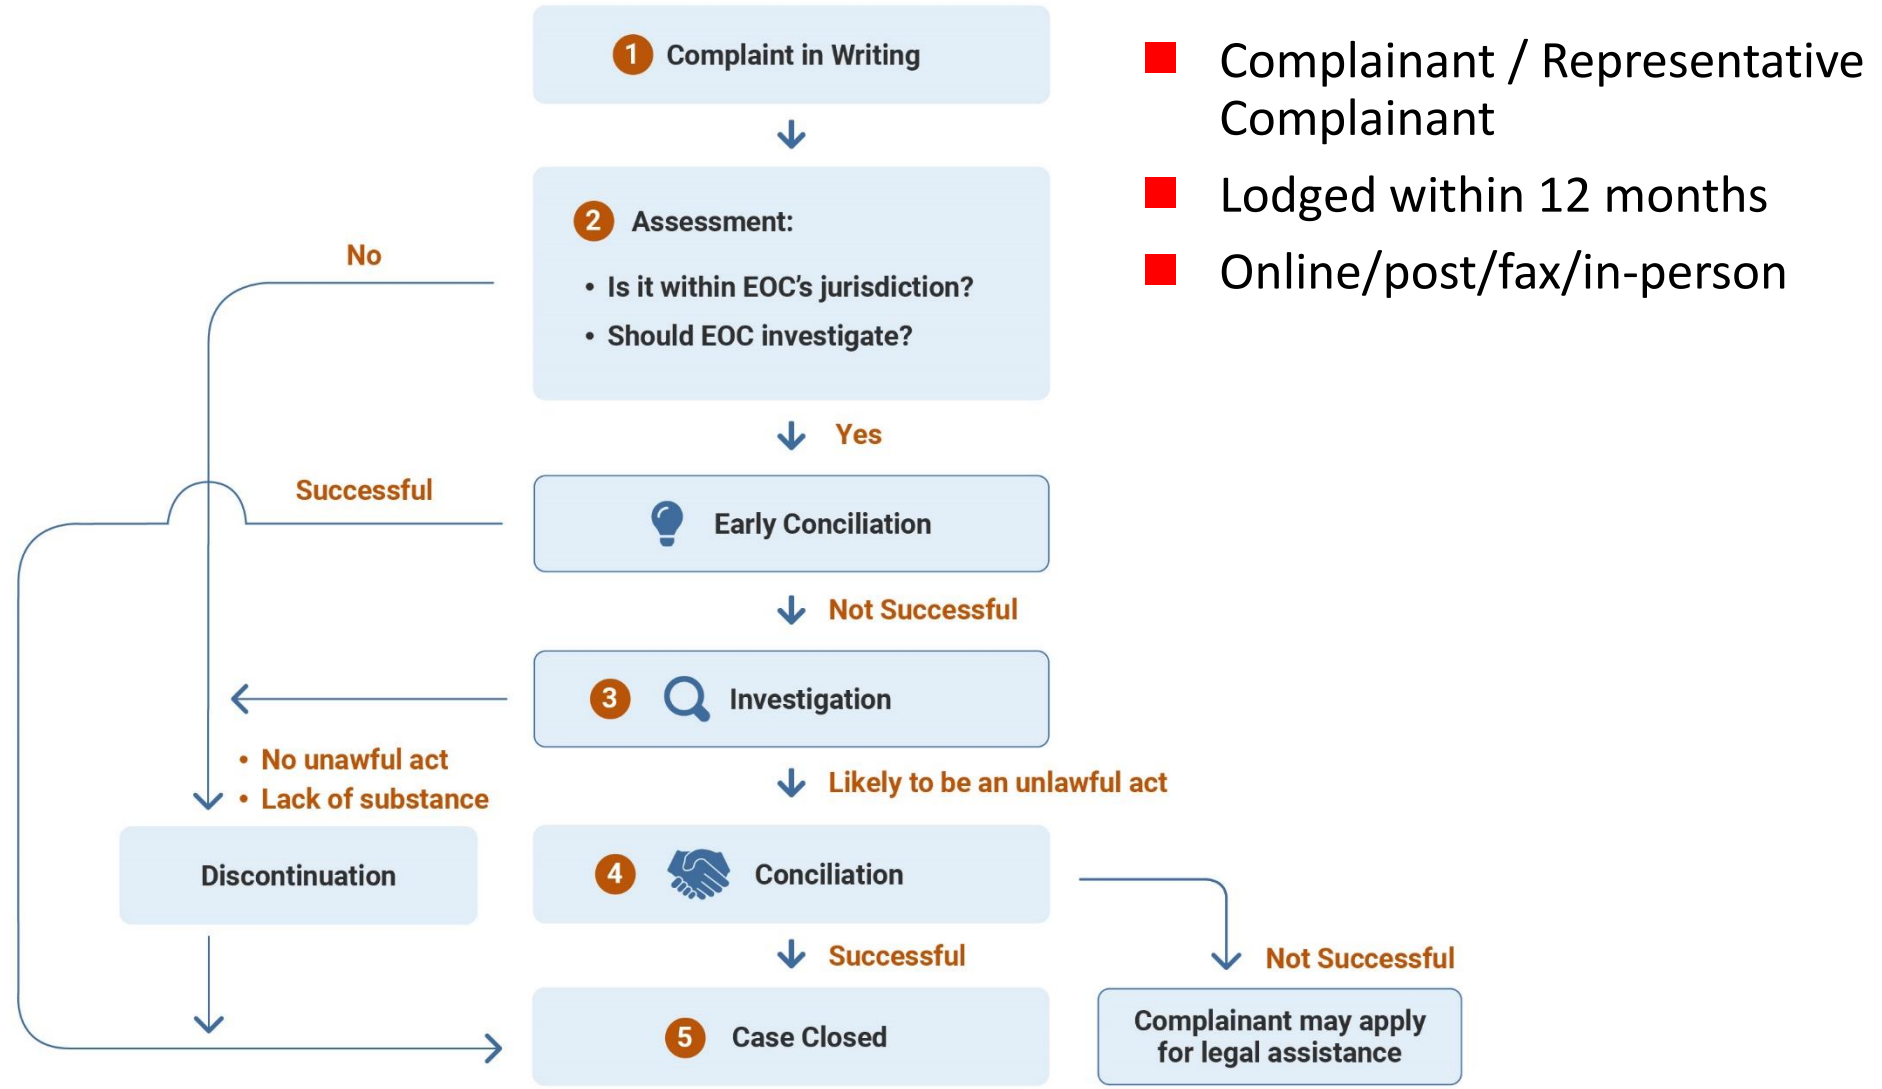 1 Complaint in Writing
Complainant / Representative
Complainant
Lodged within 12 months
Online/post/fax/in-person
2 Assessment:
• Is it within EOC's jurisdiction?
• Should EOC investigate?
No
Yes
Successful
Early Conciliation
Not Successful
3 Investigation
• No unawful act
• Lack of substance
Likely to be an unlawful act
Discontinuation
4 Conciliation
Successful
Not Successful
5 Case Closed
Complainant may apply
for legal assistance